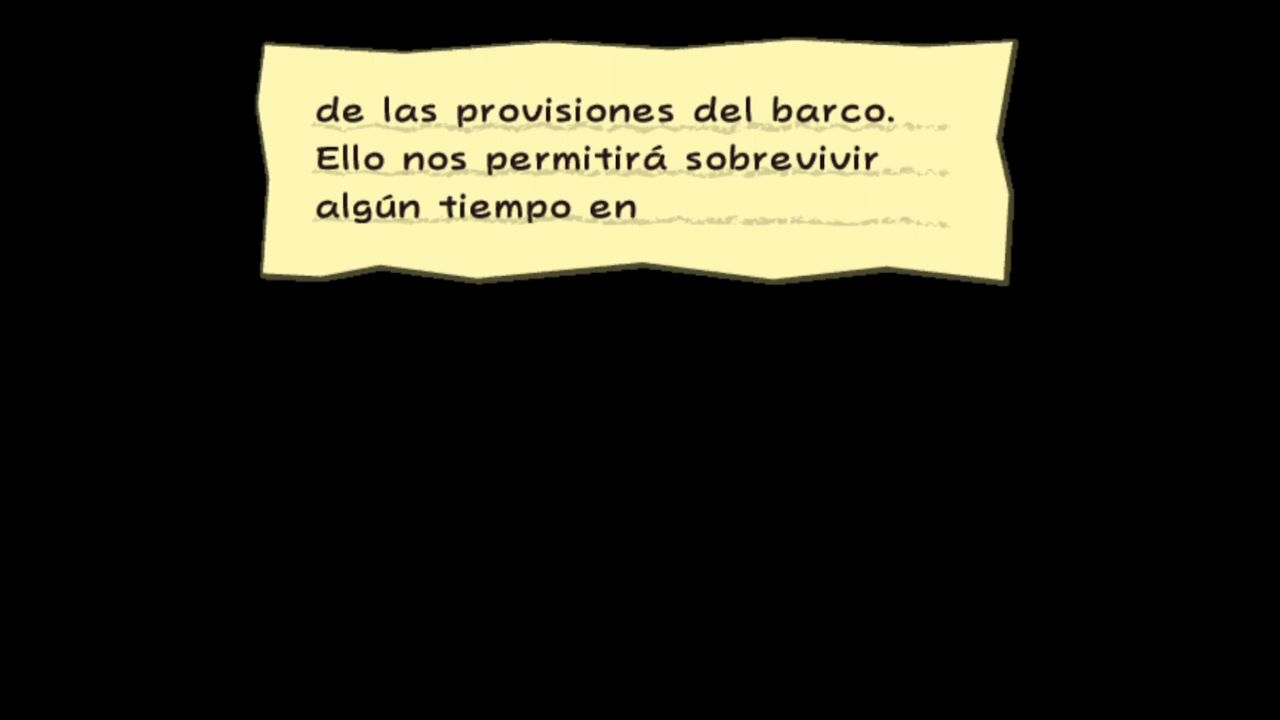 de las provisiones del barco.
Ello nos permitirá sobrevivir
algún tiempo en